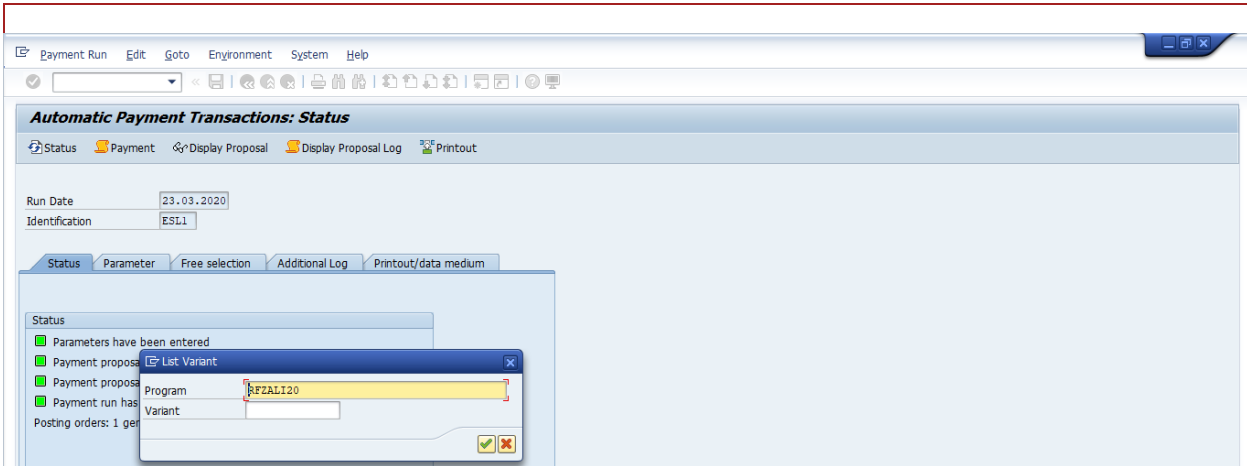 Payment Run Edit Goto Environment System Help
Automatic Payment Transactions: Status
Status Payment Display Proposal Display Proposal Log Printout
Run Date 23.03.2020
Identification ESL1
Status Parameter Free selection Additional Log Printout/data medium
Status
Parameters have been entered
Payment proposa
List Variant
Payment proposa
Program RFZALI20
Payment run has
Variant
Posting orders: 1 ger